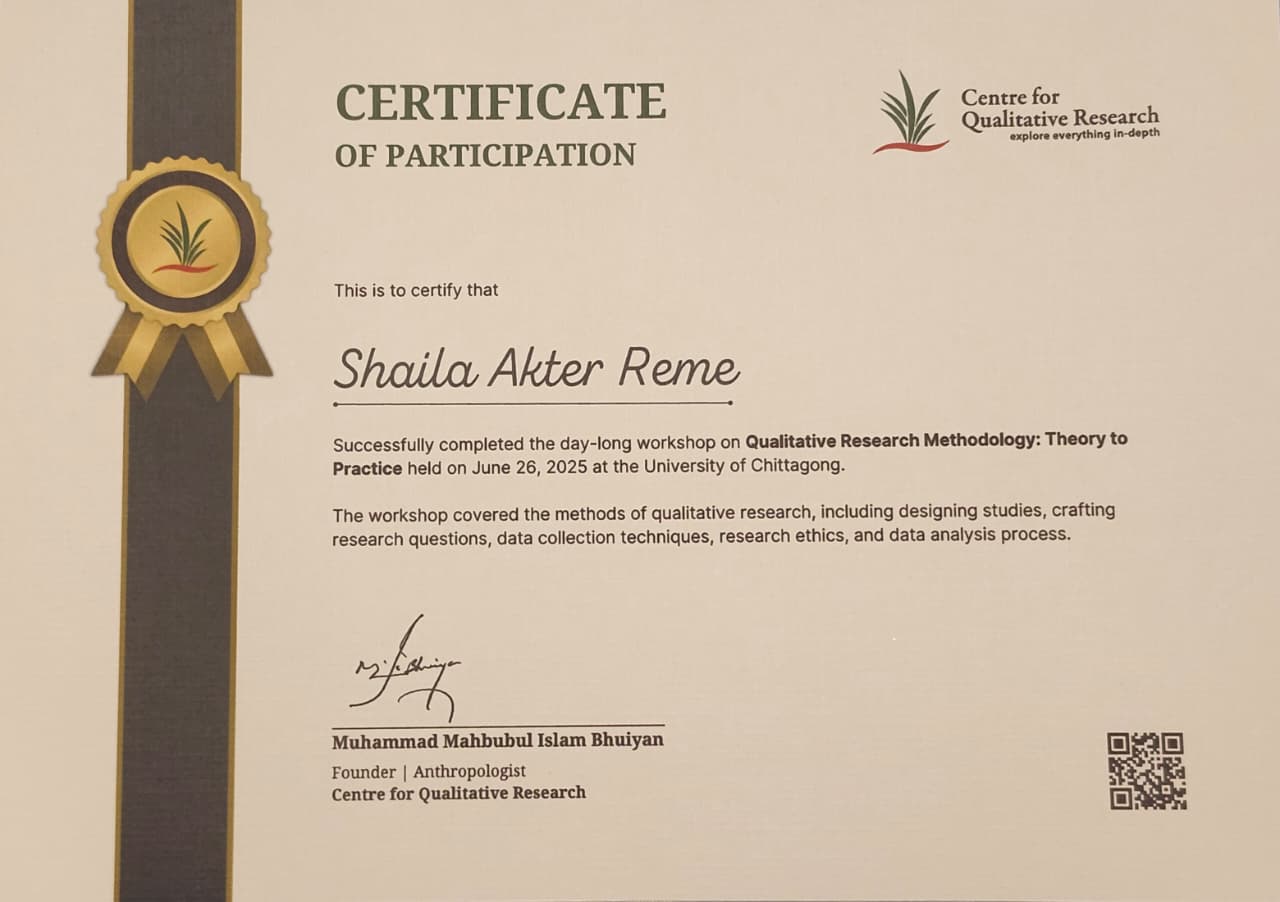 CERTIFICATE
OF PARTICIPATION
Centre for
Qualitative Research
explore everything in-depth
This is to certify that
Shaila Akter Reme
Successfully completed the day-long workshop on Qualitative Research Methodology: Theory to
Practice held on June 26, 2025 at the University of Chittagong.
The workshop covered the methods of qualitative research, including designing studies, crafting
research questions, data collection techniques, research ethics, and data analysis process.
Muhammad Mahbubul Islam Bhuiyan
Founder | Anthropologist
Centre for Qualitative Research